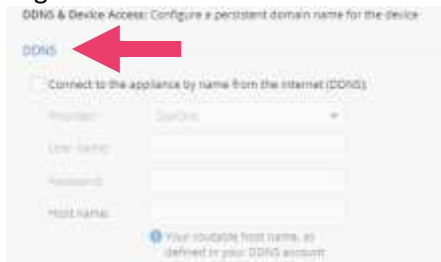 DDNS & Device Access: Configure a persistent domain name for the device
DDNS
Connect to the appliance by name from the internet (DDNS)
Provider:
User name:
Password:
Host name:
Your routable host name, as
defined in your DDNS account